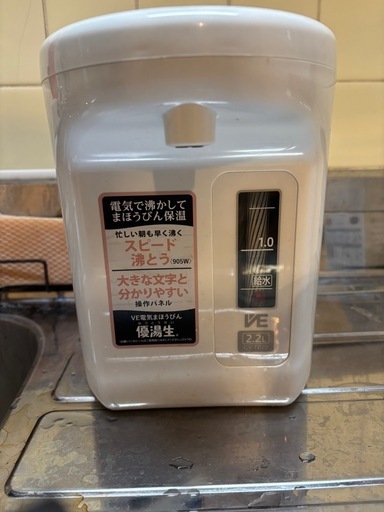 電気で沸かして
まほうびん保温
忙しい朝も早く沸く
スピード
沸とう(905W)
大きな文字と
分かりやすい
操作パネル
VE電気まほうびん
優湯生®
1.0
給水
VE
2.2L